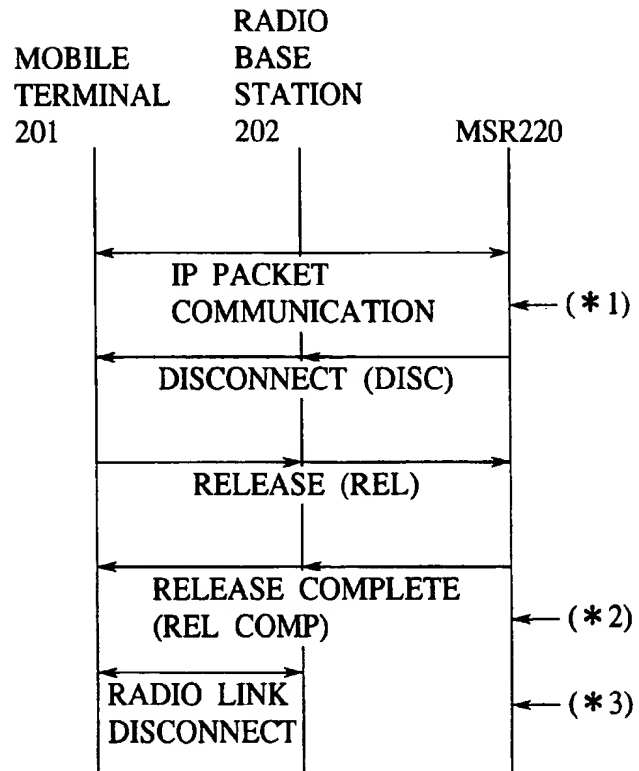 MOBILE
TERMINAL
201
RADIO
BASE
STATION
202
MSR220
IP PACKET
COMMUNICATION
(*1)
DISCONNECT (DISC)
RELEASE (REL)
RELEASE COMPLETE
(REL COMP)
(*2)
RADIO LINK
DISCONNECT
(*3)